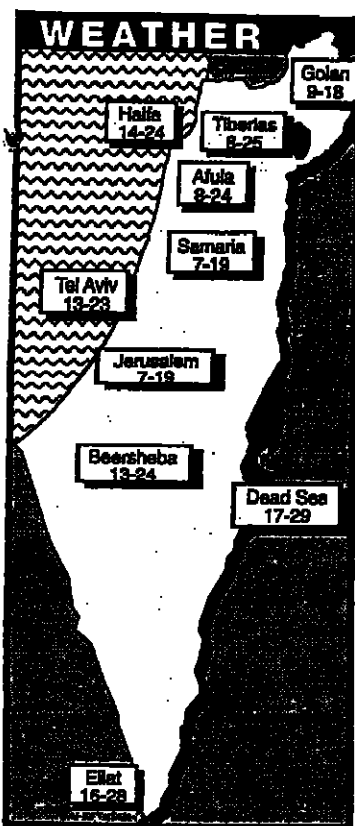 WEATHER
Golan
9-18
Haifa
14-24
Tiberias
8-25
Afula
8-24
Samaria
7-19
Tel Aviv
13-23
Jerusalem
7-19
Beersheba
13-24
Dead Sea
17-29
Eilat
16-28